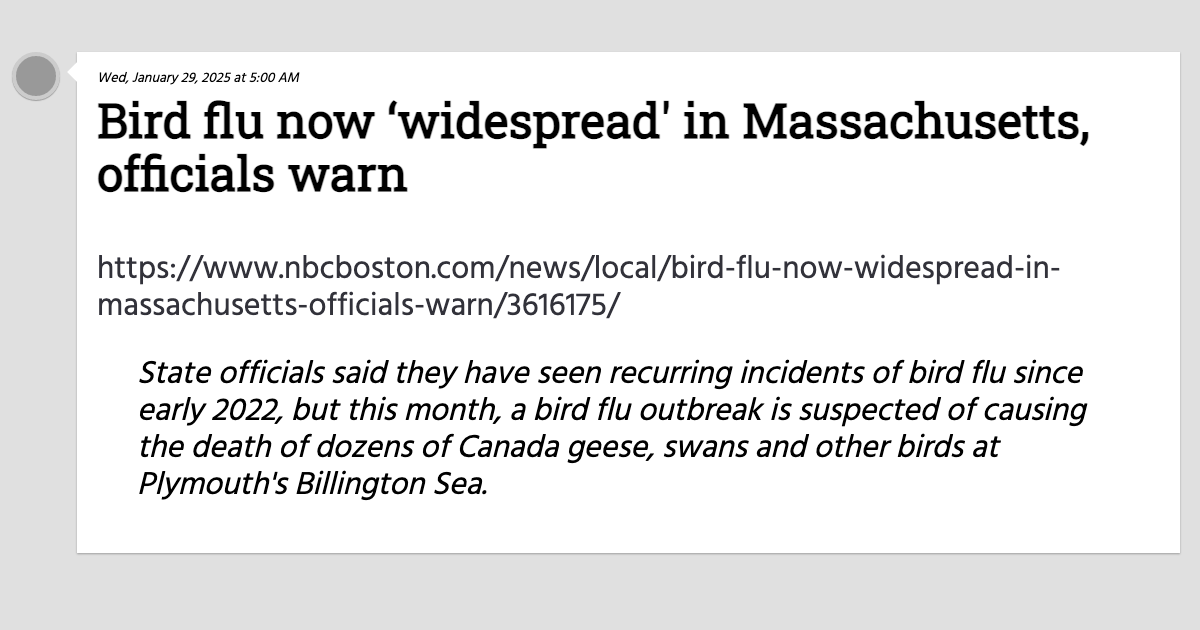 Wed, January 29, 2025 at 5:00 AM
Bird flu now ‘widespread' in Massachusetts,
officials warn
https://www.nbcboston.com/news/local/bird-flu-now-widespread-in-
massachusetts-officials-warn/3616175/
State officials said they have seen recurring incidents of bird flu since
early 2022, but this month, a bird flu outbreak is suspected of causing
the death of dozens of Canada geese, swans and other birds at
Plymouth's Billington Sea.